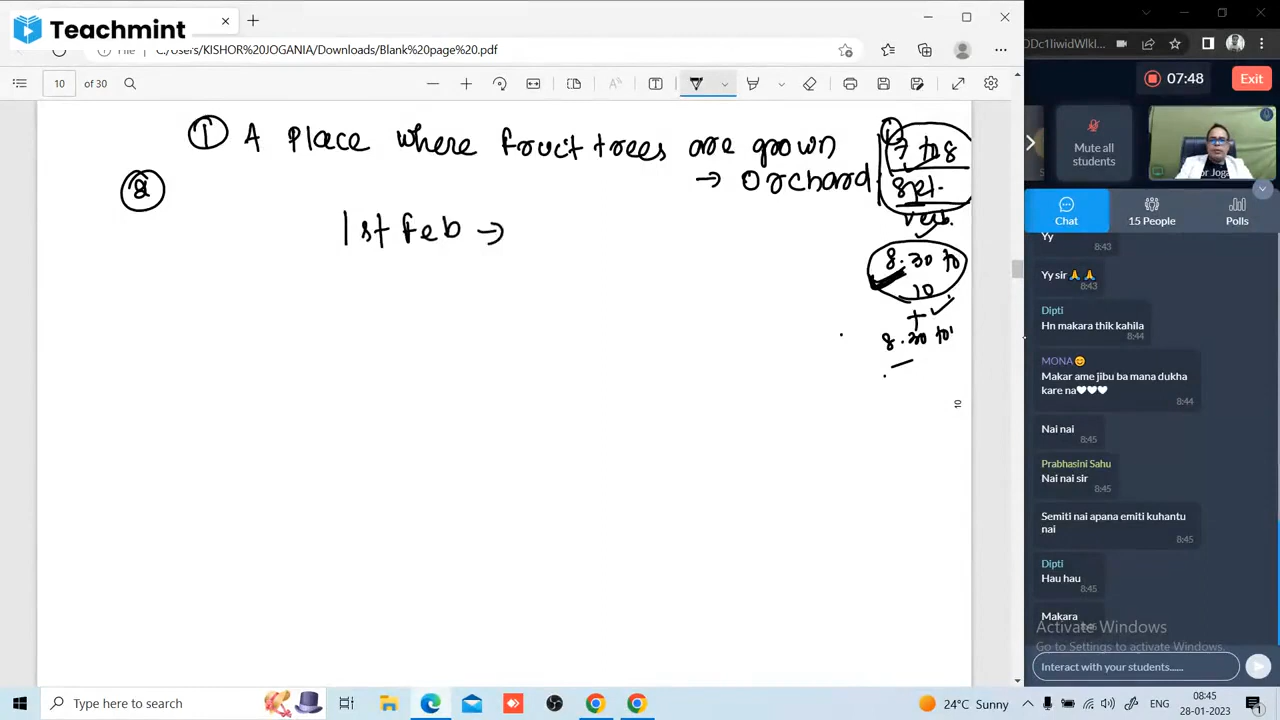 Teachmint
File
C:/Users/KISHOR%20JOGANIA/Downloads/Blank%20page%20.pdf
10 of 30
① A Place where fruit trees are grown
→ Orchard
②
1st feb →
7 to 8
verb.
8.30 to
10
+
8.30 to
10
07:48
Exit
Mute all
students
Chat
15 People
Polls
Yy
8:43
Yy sir 🙏 🙏
8:43
Dipti
Hn makara thik kahila
8:44
MONA😊
Makar ame jibu ba mana dukha
kare na🤍🤍🤍
8:44
Nai nai
8:45
Prabhasini Sahu
Nai nai sir
8:45
Semiti nai apana emiti kuhantu
nai
8:45
Dipti
Hau hau
8:45
Makara
Activate Windows
Go to Settings to activate Windows.
Interact with your students......
Type here to search
24°C Sunny
ENG
08:45
28-01-2023